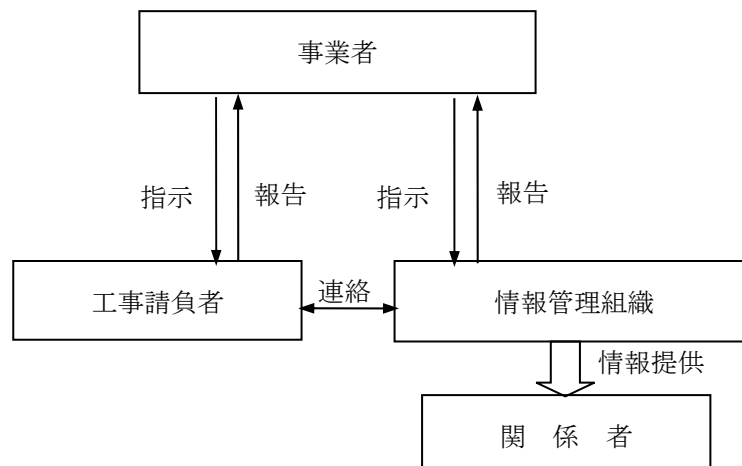 事業者
指示
報告
指示
報告
工事請負者
連絡
情報管理組織
情報提供
関　係　者